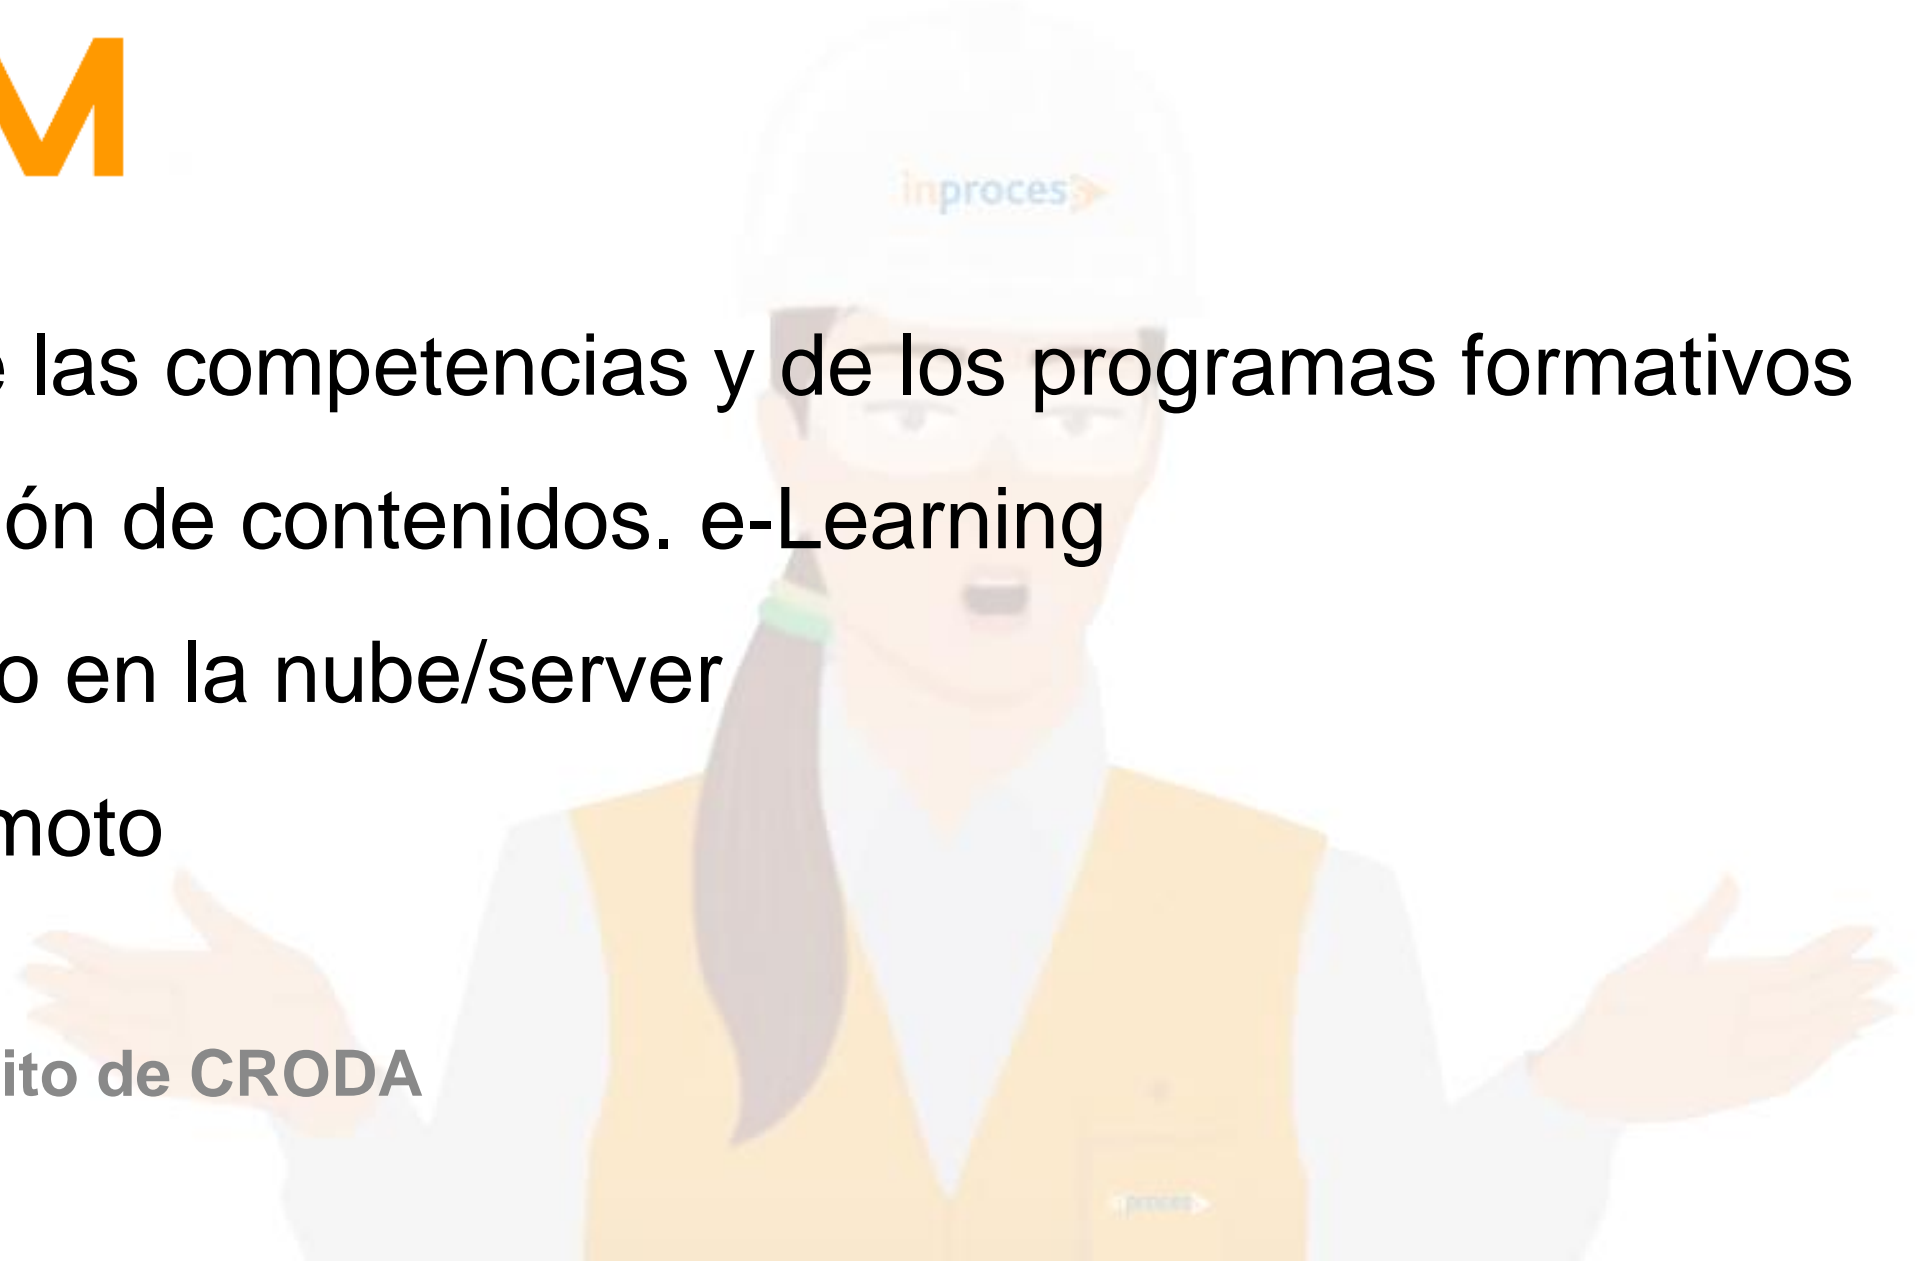 M
inproces
e las competencias y de los programas formativos
ón de contenidos. e-Learning
o en la nube/server
moto
ito de CRODA
inproces